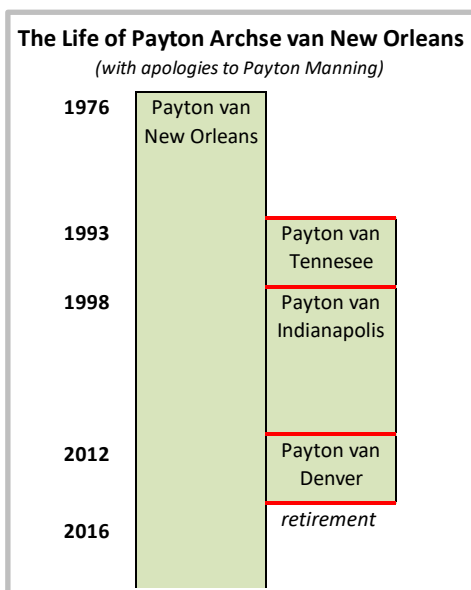 The Life of Payton Archse van New Orleans
(with apologies to Payton Manning)
1976
Payton van
New Orleans
1993
Payton van
Tennesee
1998
Payton van
Indianapolis
2012
Payton van
Denver
2016
retirement